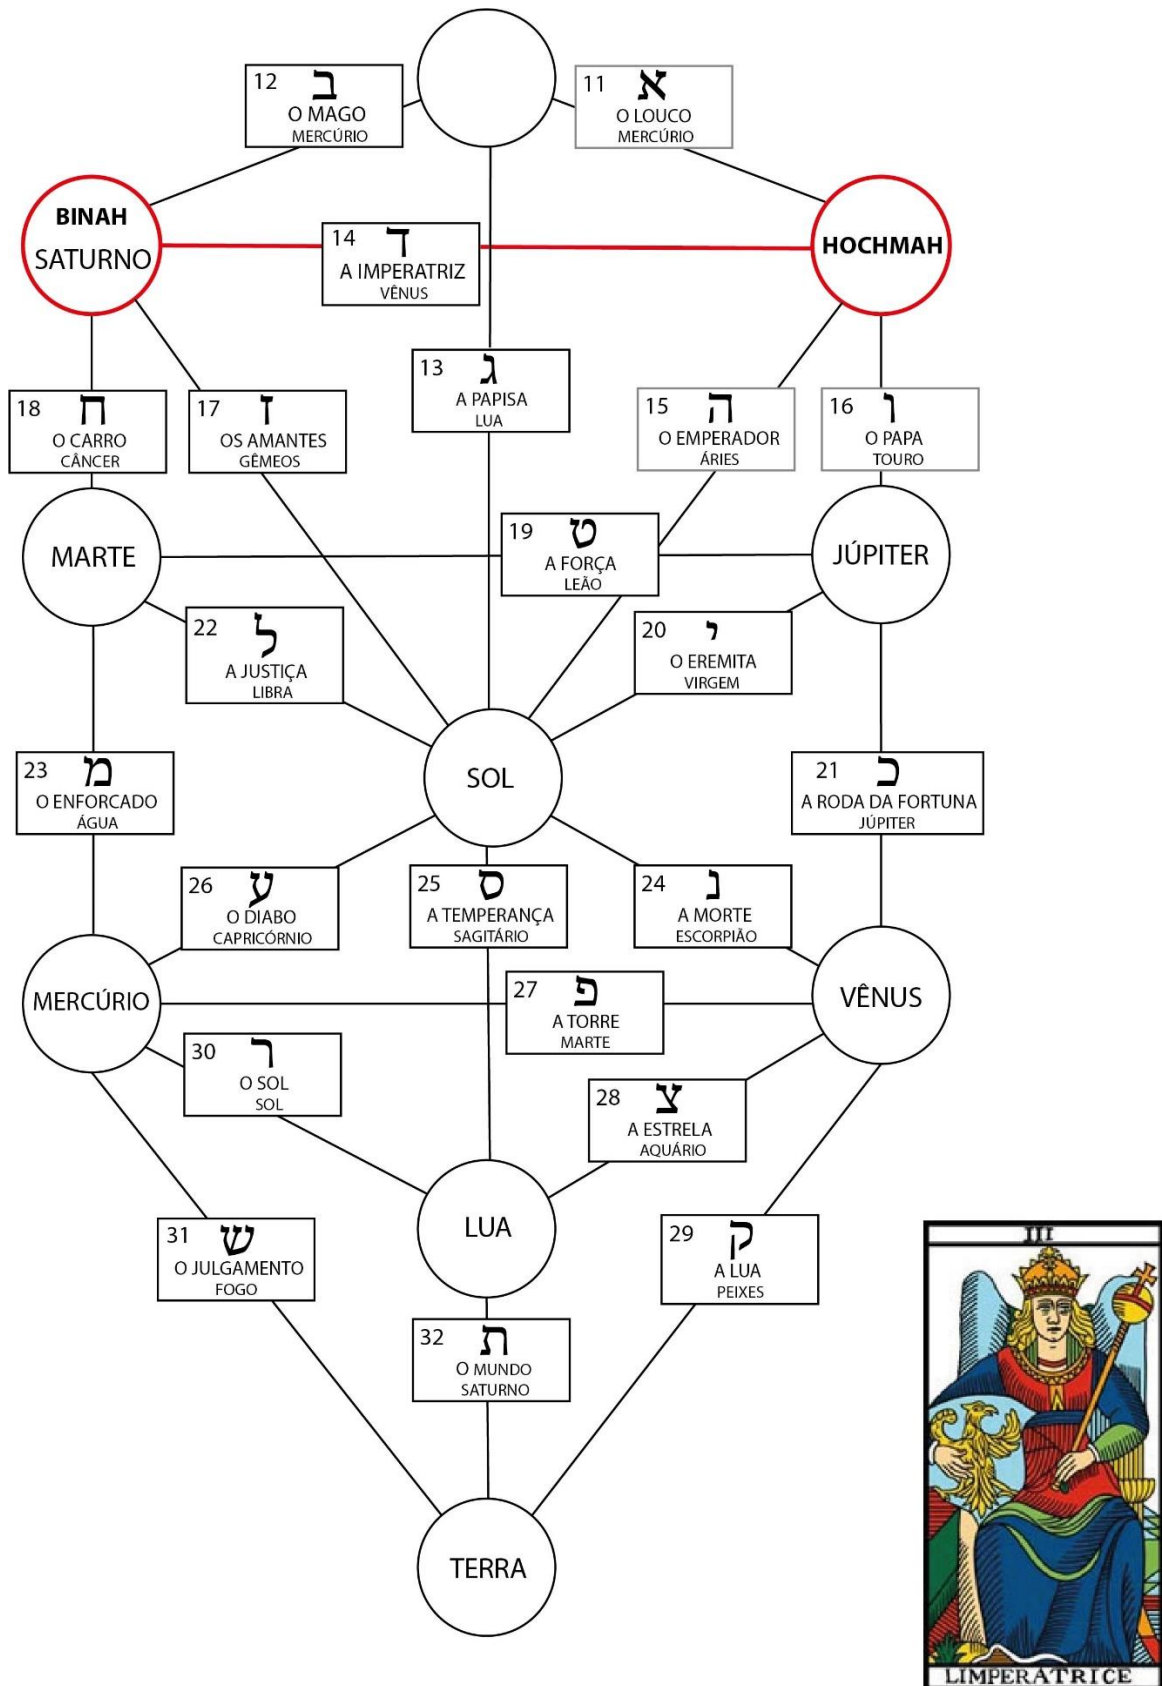 12 ב
O MAGO
MERCÚRIO
11 א
O LOUCO
MERCÚRIO
BINAH
SATURNO
14 ד
A IMPERATRIZ
VÊNUS
HOCHMAH
13 ג
A PAPISA
LUA
18 ח
O CARRO
CÂNCER
17 ז
OS AMANTES
GÊMEOS
15 ה
O EMPERADOR
ÁRIES
16 ו
O PAPA
TOURO
MARTE
19 ט
A FORÇA
LEÃO
JÚPITER
22 ל
A JUSTIÇA
LIBRA
20 י
O EREMITA
VIRGEM
SOL
23 מ
O ENFORCADO
ÁGUA
21 כ
A RODA DA FORTUNA
JÚPITER
26 ע
O DIABO
CAPRICÓRNIO
25 ס
A TEMPERANÇA
SAGITÁRIO
24 נ
A MORTE
ESCORPIÃO
MERCÚRIO
27 פ
A TORRE
MARTE
VÊNUS
30 ר
O SOL
SOL
28 צ
A ESTRELA
AQUÁRIO
LUA
31 ש
O JULGAMENTO
FOGO
29 ק
A LUA
PEIXES
32 ת
O MUNDO
SATURNO
TERRA
III
LIMPERATRICE